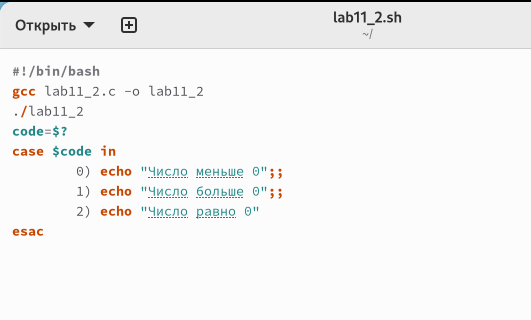 Открыть
lab11_2.sh
~/
#!/bin/bash
gcc lab11_2.c -o lab11_2
./lab11_2
code=$?
case $code in
        0) echo "Число меньше 0";;
        1) echo "Число больше 0";;
        2) echo "Число равно 0"
esac